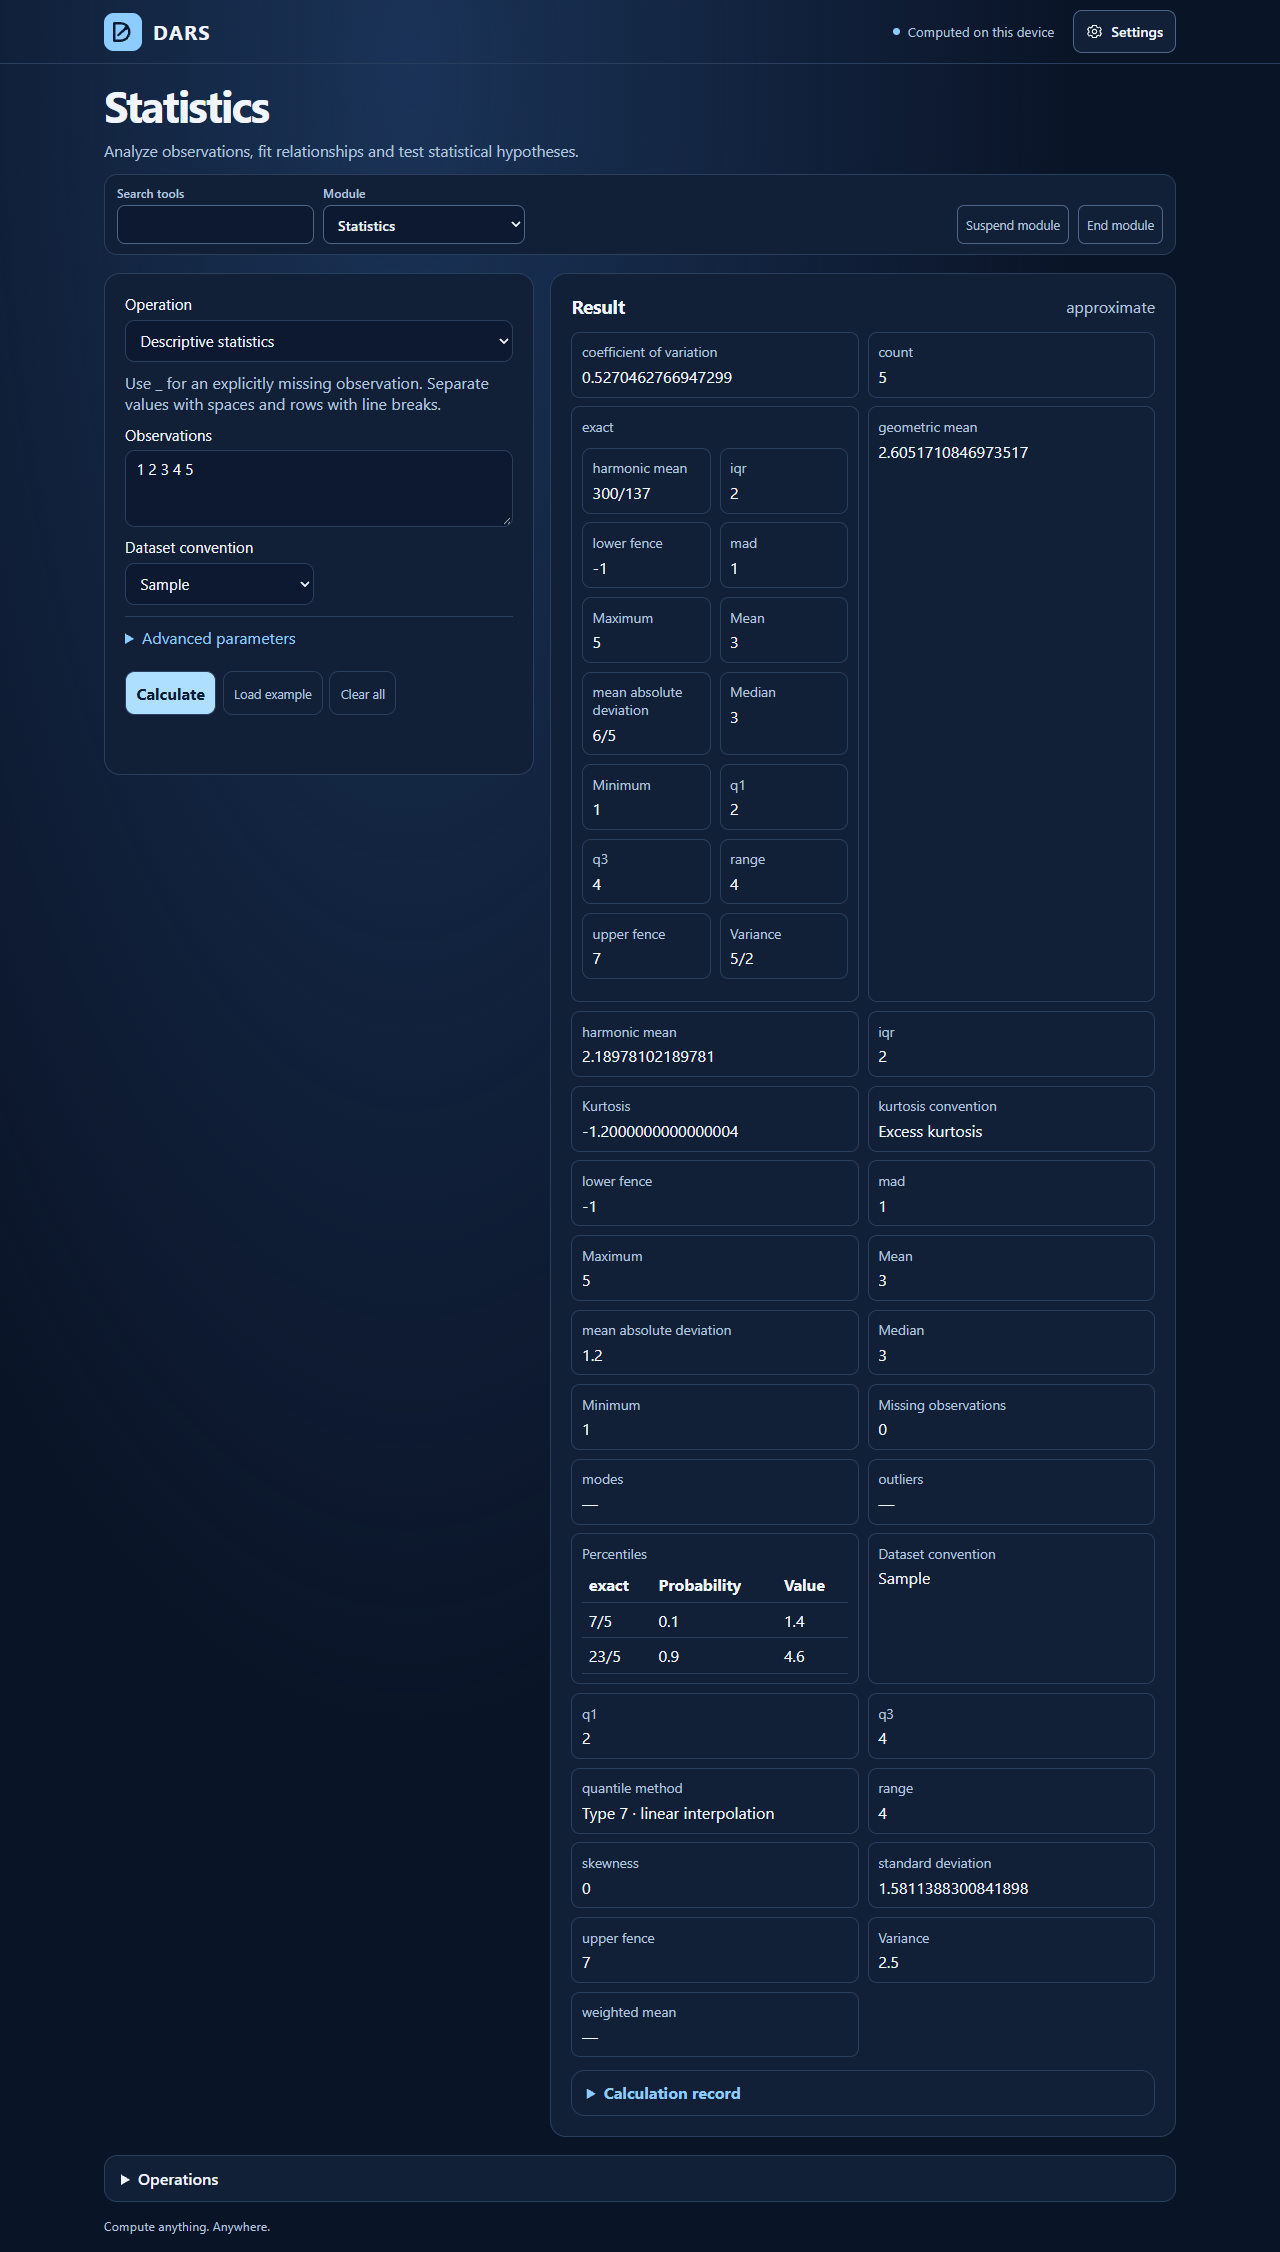 DARS
Computed on this device
Settings
Statistics
Analyze observations, fit relationships and test statistical hypotheses.
Search tools
Module
Statistics
Suspend module
End module
Operation
Descriptive statistics
Use _ for an explicitly missing observation. Separate
values with spaces and rows with line breaks.
Observations
1 2 3 4 5
Dataset convention
Sample
Advanced parameters
Calculate
Load example
Clear all
Result
approximate
coefficient of variation
0.5270462766947299
count
5
exact
harmonic mean
300/137
iqr
2
lower fence
-1
mad
1
Maximum
5
Mean
3
mean absolute
deviation
6/5
Median
3
Minimum
1
q1
2
q3
4
range
4
upper fence
7
Variance
5/2
geometric mean
2.6051710846973517
harmonic mean
2.18978102189781
iqr
2
Kurtosis
-1.2000000000000004
kurtosis convention
Excess kurtosis
lower fence
-1
mad
1
Maximum
5
Mean
3
mean absolute deviation
1.2
Median
3
Minimum
1
Missing observations
0
modes
—
outliers
—
Percentiles
exact Probability Value
7/5 0.1 1.4
23/5 0.9 4.6
Dataset convention
Sample
q1
2
q3
4
quantile method
Type 7 · linear interpolation
range
4
skewness
0
standard deviation
1.5811388300841898
upper fence
7
Variance
2.5
weighted mean
—
Calculation record
Operations
Compute anything. Anywhere.